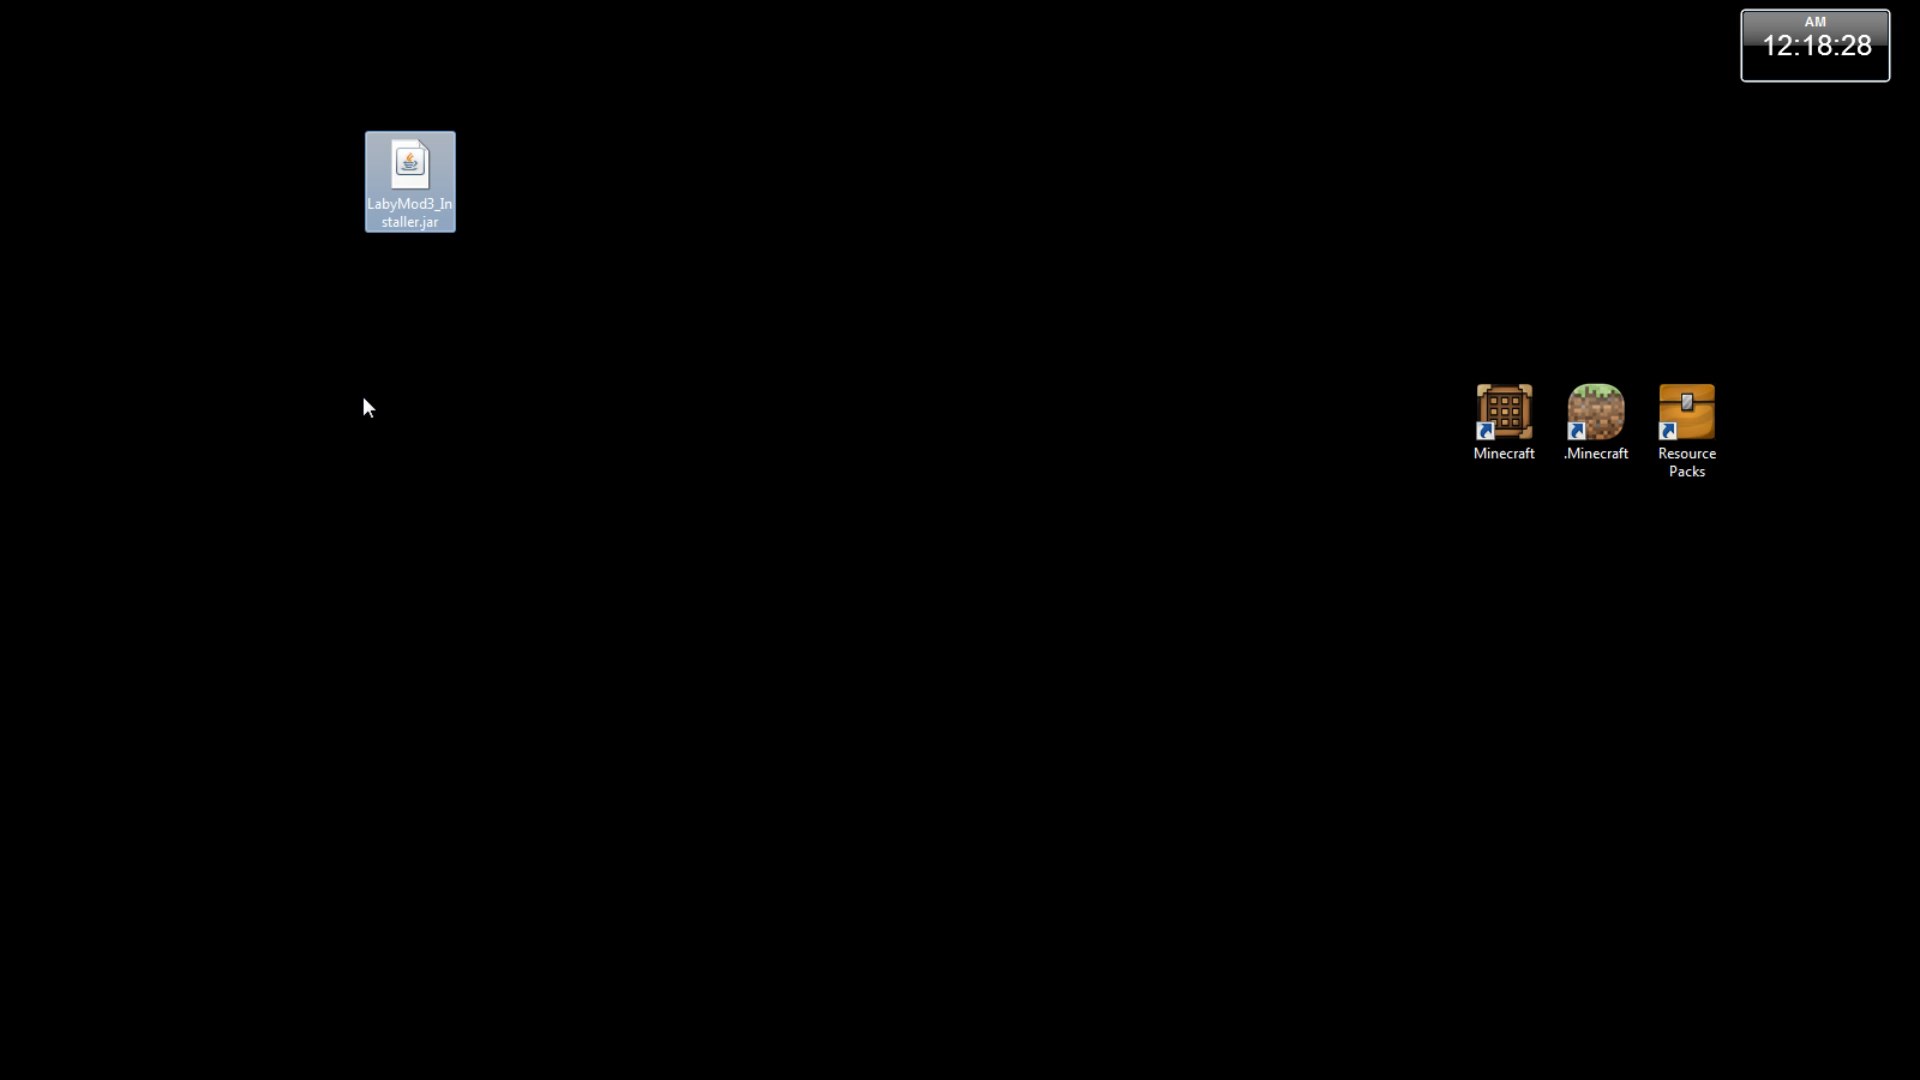 AM
12:18:28
LabyMod3_In
staller.jar
Minecraft
.Minecraft
Resource
Packs